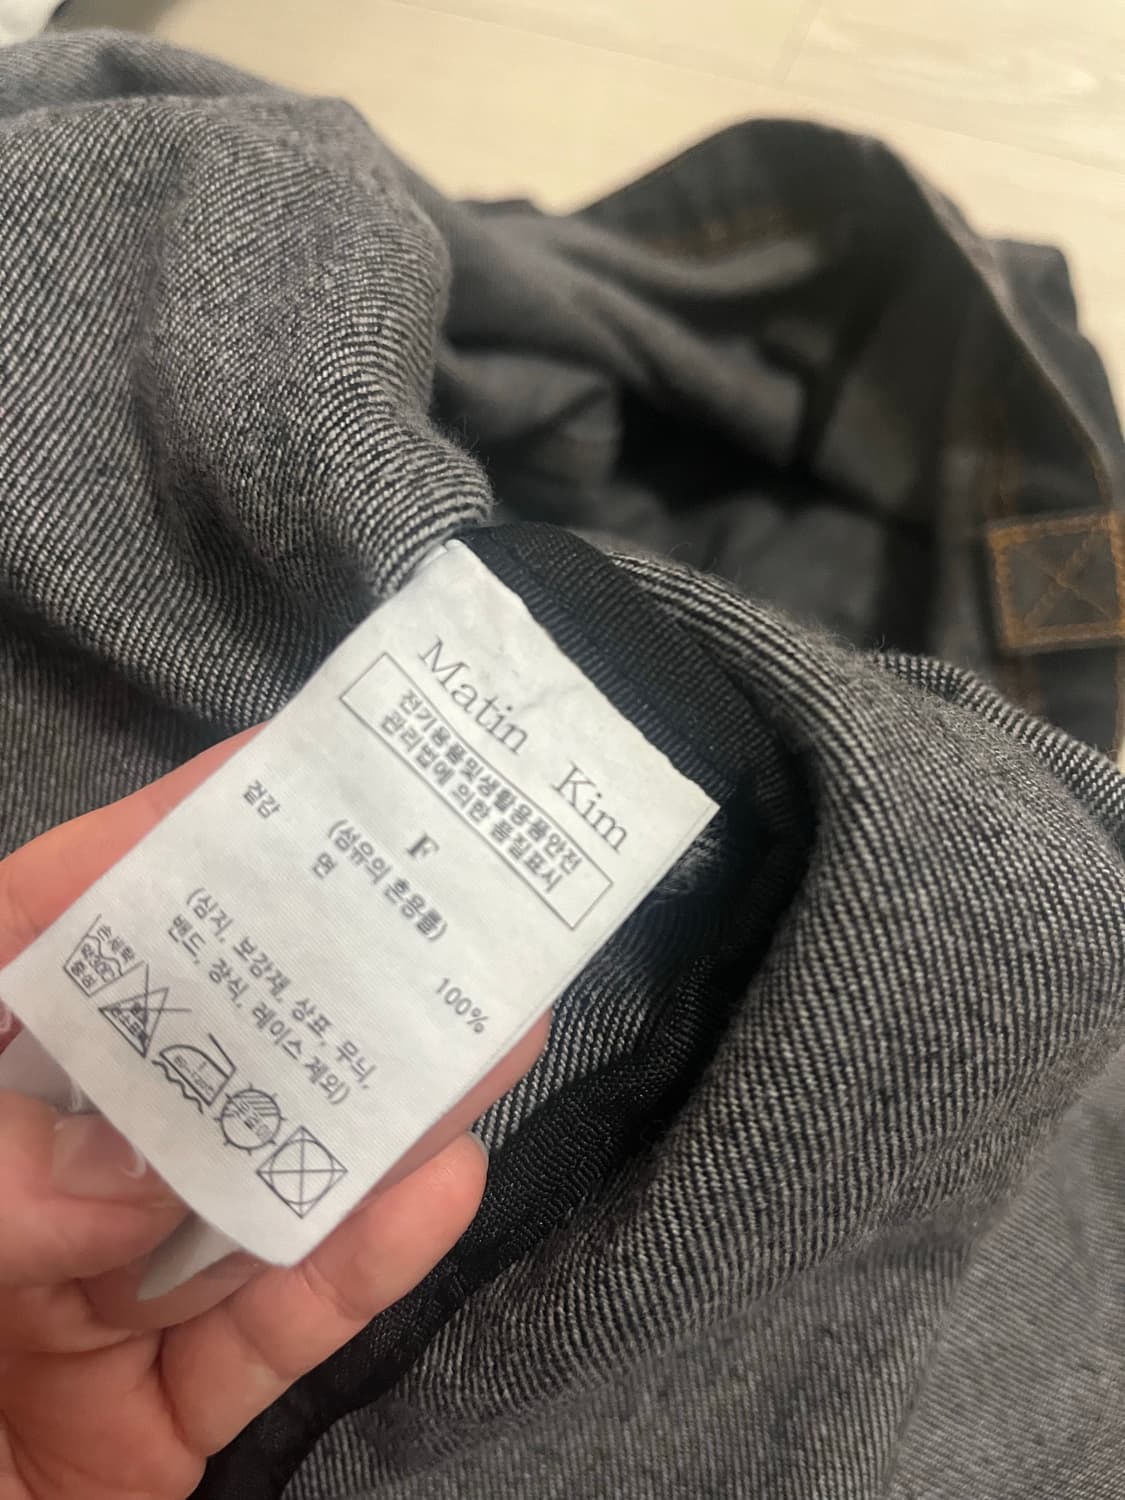 Matin Kim
전기용품및생활용품안전
관리법에 의한 품질표시
F
(섬유의 혼용률)
겉감 면 100%
(심지, 보강재, 상표, 무늬,
밴드, 장식, 레이스 제외)